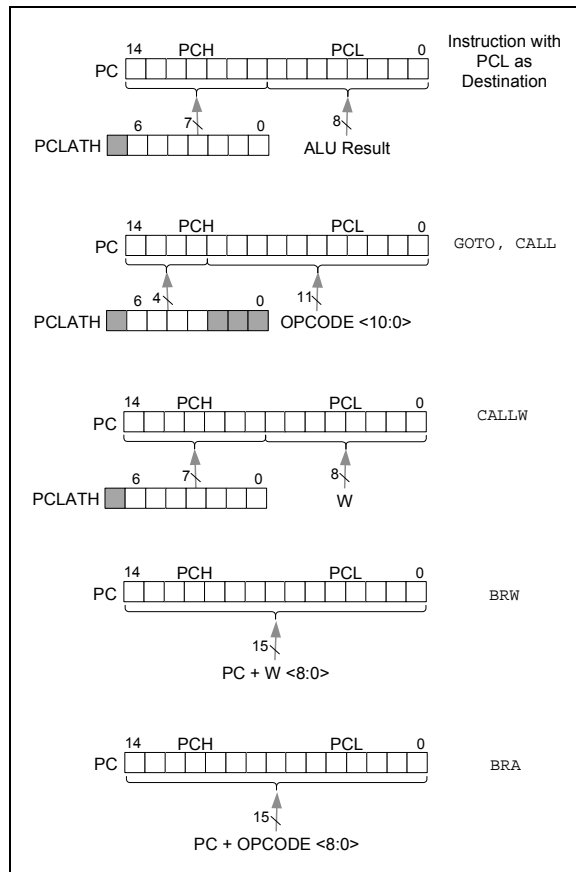 14 PCH PCL 0
PC
Instruction with
PCL as
Destination
6 7 0 8
PCLATH
ALU Result
14 PCH PCL 0
PC
GOTO, CALL
6 4 0 11
PCLATH
OPCODE <10:0>
14 PCH PCL 0
PC
CALLW
6 7 0 8
PCLATH
W
14 PCH PCL 0
PC
BRW
15
PC + W <8:0>
14 PCH PCL 0
PC
BRA
15
PC + OPCODE <8:0>